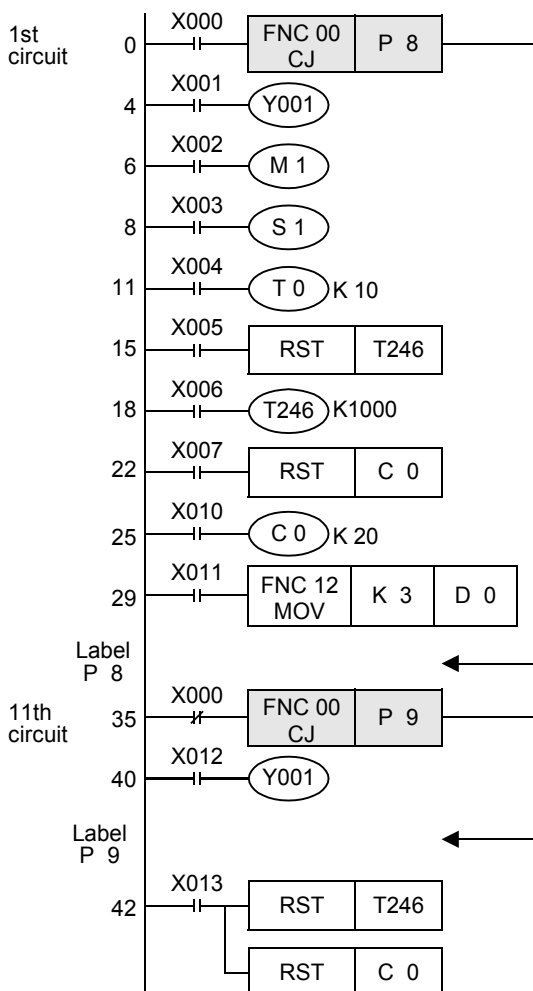 1st circuit
X000
0
FNC 00 CJ
P 8
X001
4
Y001
X002
6
M 1
X003
8
S 1
X004
11
T 0
K 10
X005
15
RST
T246
X006
18
T246
K1000
X007
22
RST
C 0
X010
25
C 0
K 20
X011
29
FNC 12 MOV
K 3
D 0
Label P 8
11th circuit
X000
35
FNC 00 CJ
P 9
X012
40
Y001
Label P 9
X013
42
RST
T246
RST
C 0